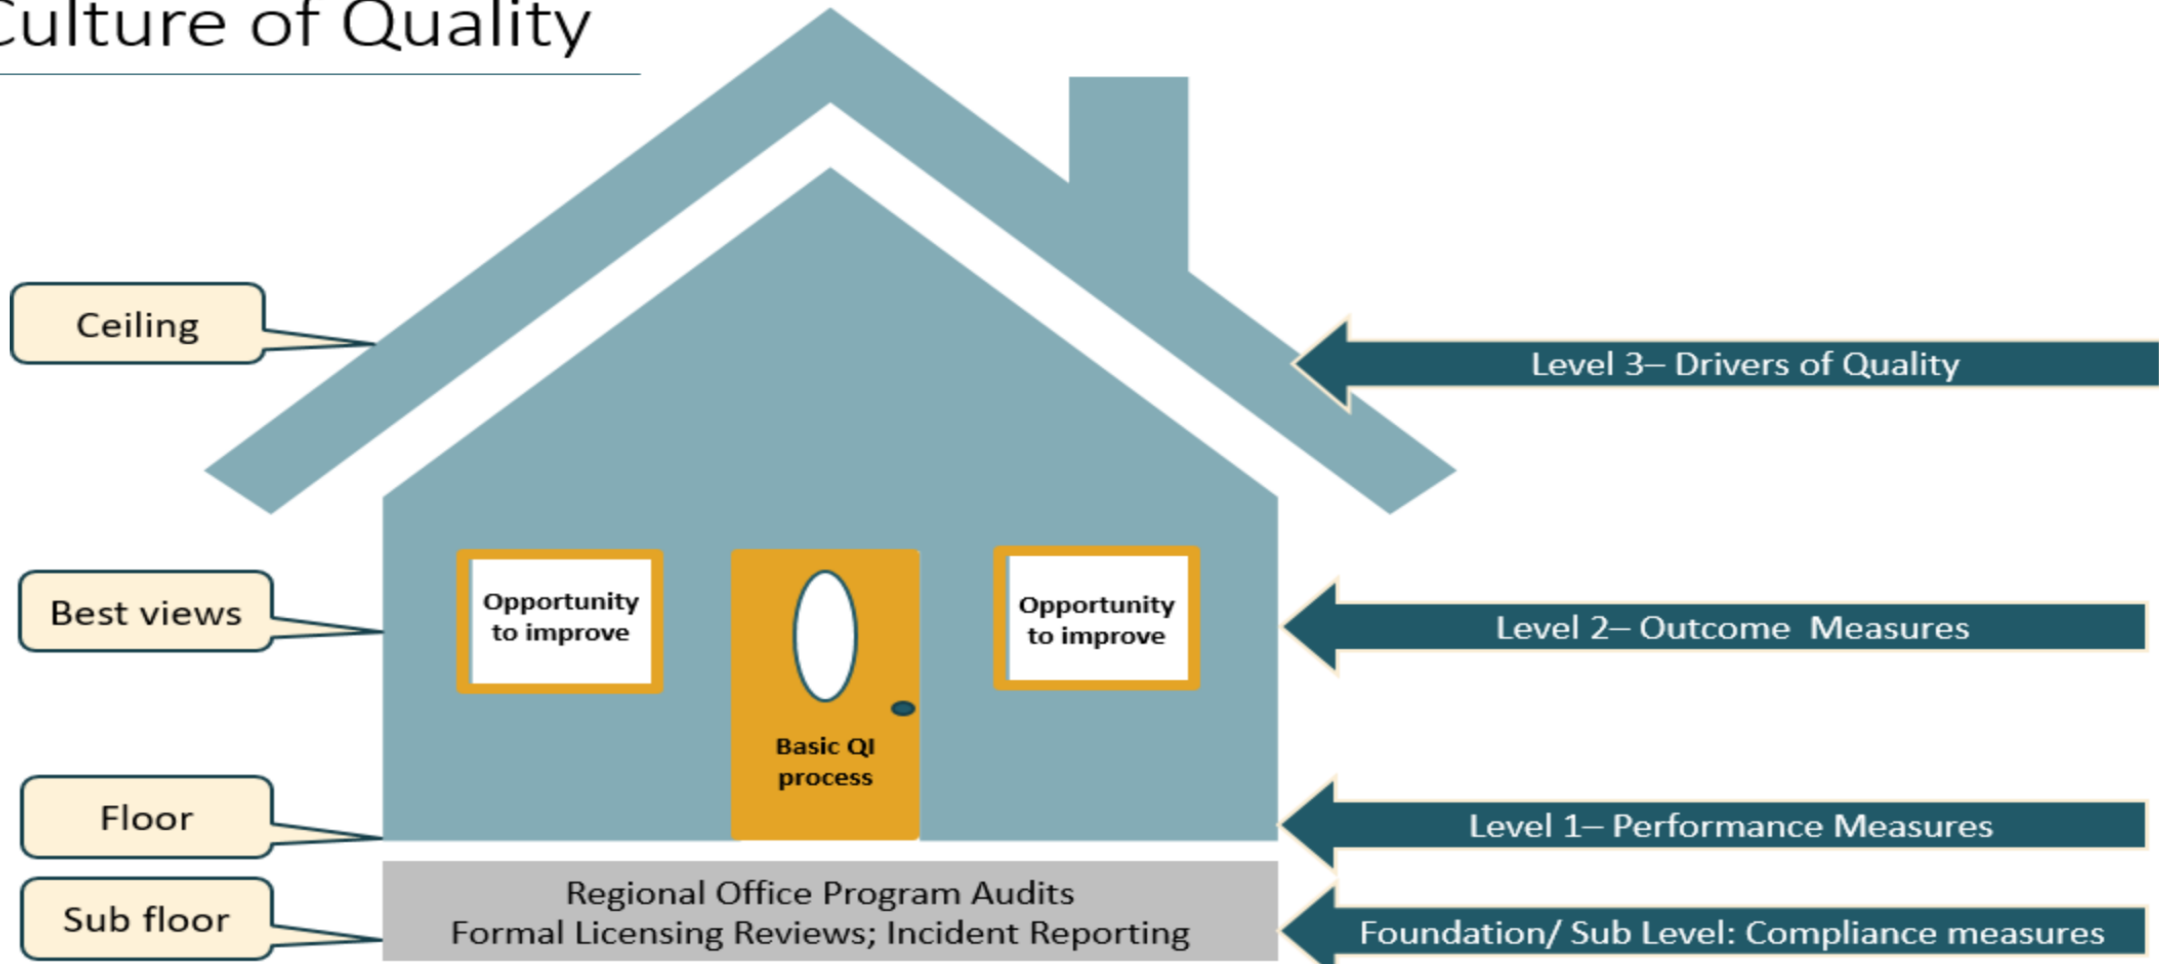 Culture of Quality
Ceiling
Level 3– Drivers of Quality
Best views
Opportunity
to improve
Opportunity
to improve
Level 2– Outcome  Measures
Basic QI
process
Floor
Level 1– Performance Measures
Sub floor
Regional Office Program Audits
Formal Licensing Reviews; Incident Reporting
Foundation/ Sub Level: Compliance measures